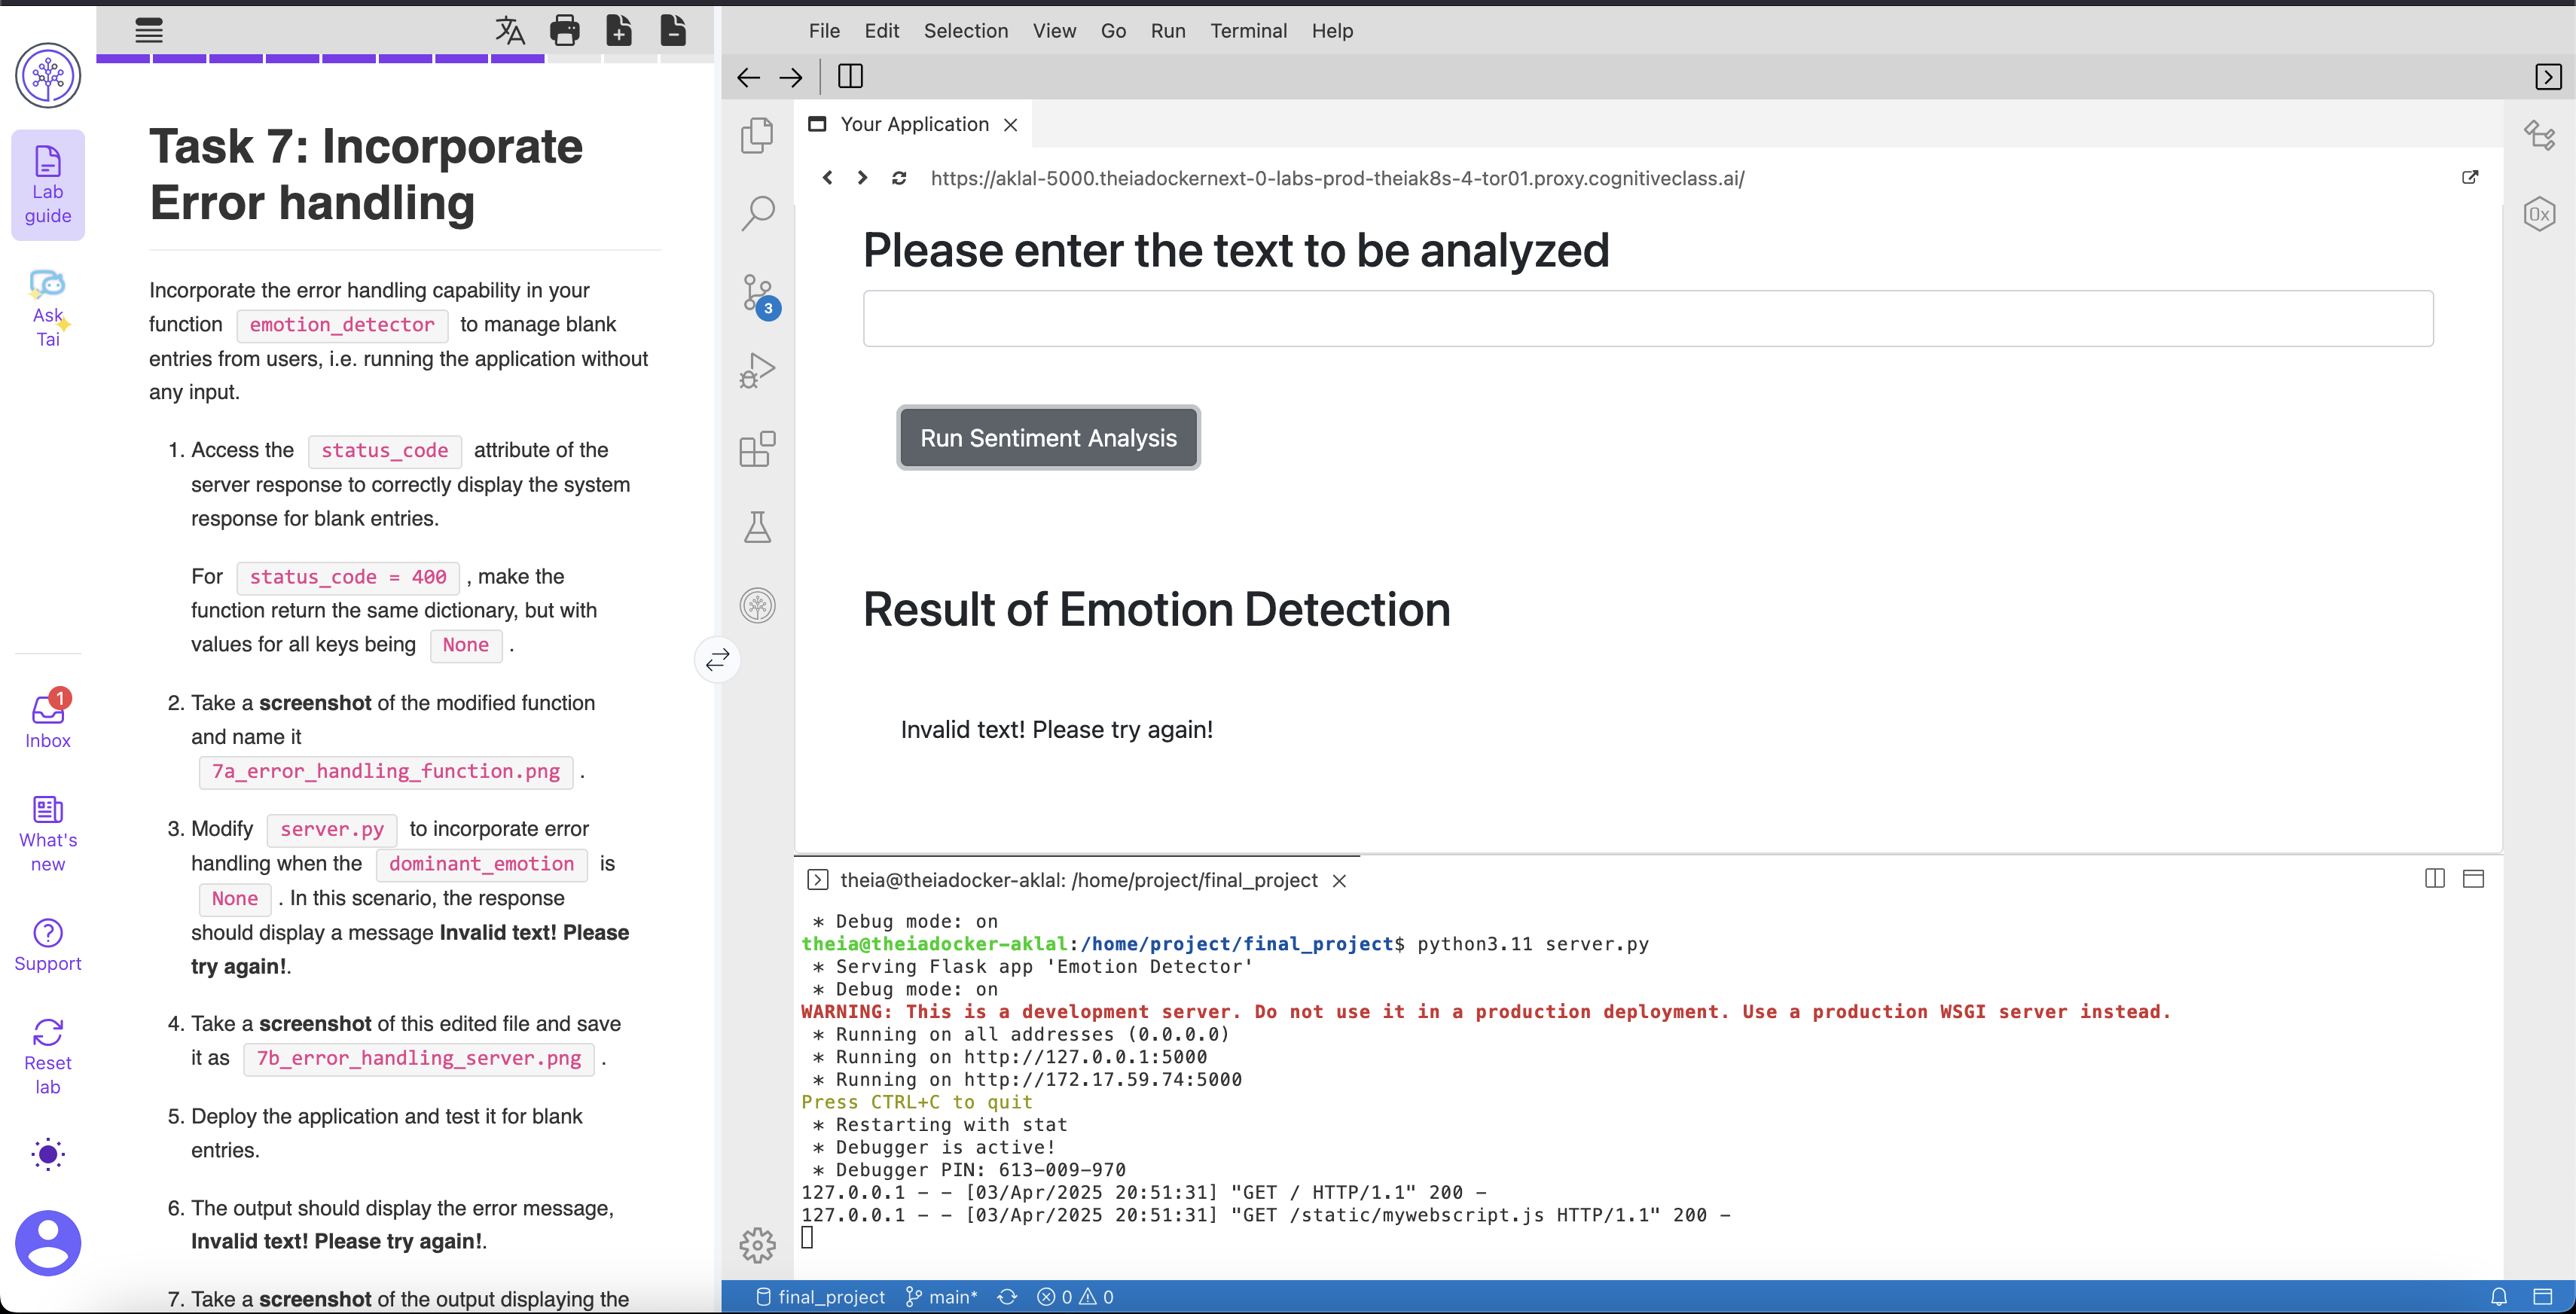 Lab
guide
Ask
Tai
1
Inbox
What's
new
Support
Reset
lab
Task 7: Incorporate
Error handling
Incorporate the error handling capability in your
function emotion_detector to manage blank
entries from users, i.e. running the application without
any input.
1. Access the status_code attribute of the
server response to correctly display the system
response for blank entries.
For status_code = 400 , make the
function return the same dictionary, but with
values for all keys being None .
2. Take a screenshot of the modified function
and name it
7a_error_handling_function.png .
3. Modify server.py to incorporate error
handling when the dominant_emotion is
None . In this scenario, the response
should display a message Invalid text! Please
try again!.
4. Take a screenshot of this edited file and save
it as 7b_error_handling_server.png .
5. Deploy the application and test it for blank
entries.
6. The output should display the error message,
Invalid text! Please try again!.
7. Take a screenshot of the output displaying the
File Edit Selection View Go Run Terminal Help
3
Your Application
https://aklal-5000.theiadockernext-0-labs-prod-theiak8s-4-tor01.proxy.cognitiveclass.ai/
0x
Please enter the text to be analyzed
Run Sentiment Analysis
Result of Emotion Detection
Invalid text! Please try again!
theia@theiadocker-aklal: /home/project/final_project
* Debug mode: on
theia@theiadocker-aklal:/home/project/final_project$ python3.11 server.py
* Serving Flask app 'Emotion Detector'
* Debug mode: on
WARNING: This is a development server. Do not use it in a production deployment. Use a production WSGI server instead.
* Running on all addresses (0.0.0.0)
* Running on http://127.0.0.1:5000
* Running on http://172.17.59.74:5000
Press CTRL+C to quit
* Restarting with stat
* Debugger is active!
* Debugger PIN: 613-009-970
127.0.0.1 - - [03/Apr/2025 20:51:31] "GET / HTTP/1.1" 200 -
127.0.0.1 - - [03/Apr/2025 20:51:31] "GET /static/mywebscript.js HTTP/1.1" 200 -
final_project main* 0 0